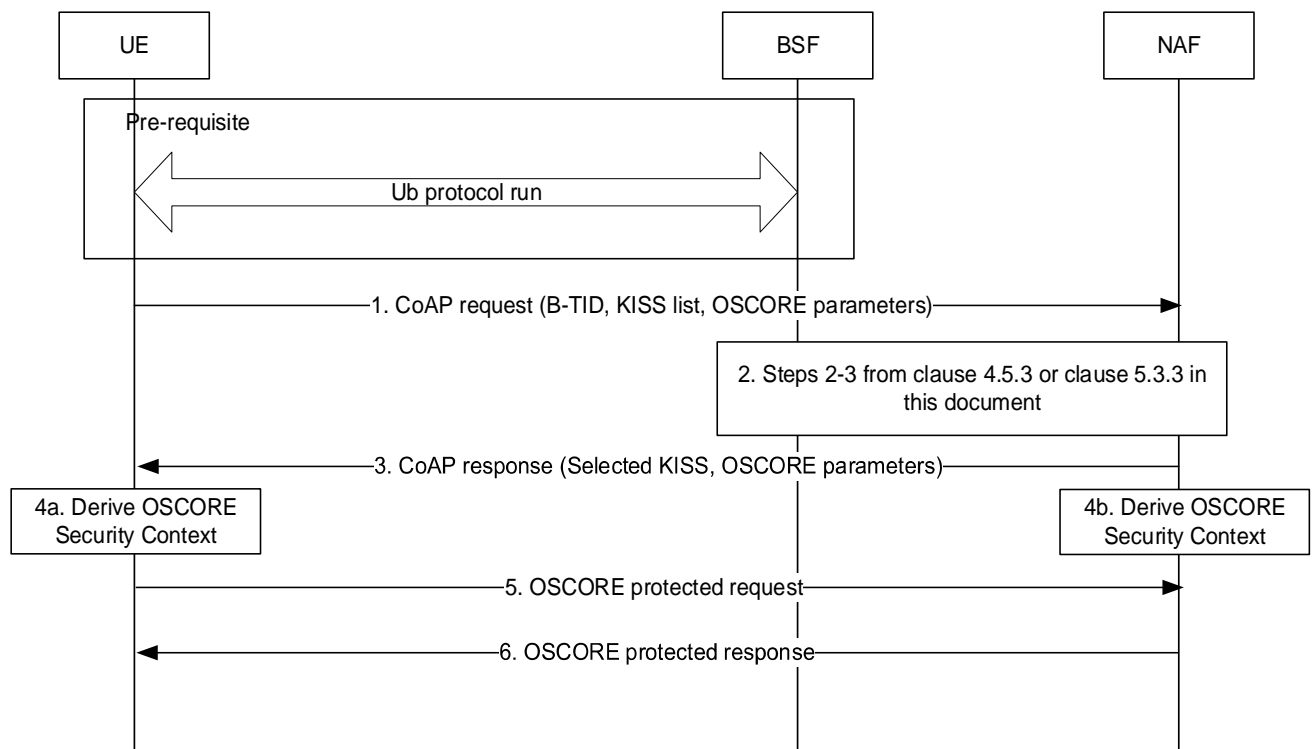 UE
BSF
NAF
Pre-requisite
Ub protocol run
1. CoAP request (B-TID, KISS list, OSCORE parameters)
2. Steps 2-3 from clause 4.5.3 or clause 5.3.3 in
this document
3. CoAP response (Selected KISS, OSCORE parameters)
4a. Derive OSCORE
Security Context
4b. Derive OSCORE
Security Context
5. OSCORE protected request
6. OSCORE protected response